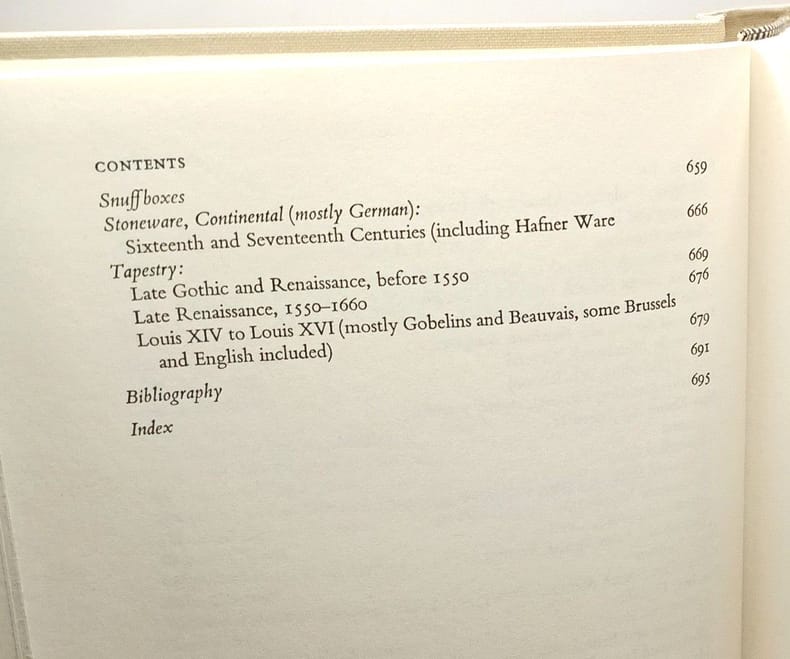 CONTENTS
Snuffboxes 659
Stoneware, Continental (mostly German):
Sixteenth and Seventeenth Centuries (including Hafner Ware 666
Tapestry:
Late Gothic and Renaissance, before 1550 669
Late Renaissance, 1550–1660 676
Louis XIV to Louis XVI (mostly Gobelins and Beauvais, some Brussels
and English included) 679
Bibliography 691
Index 695